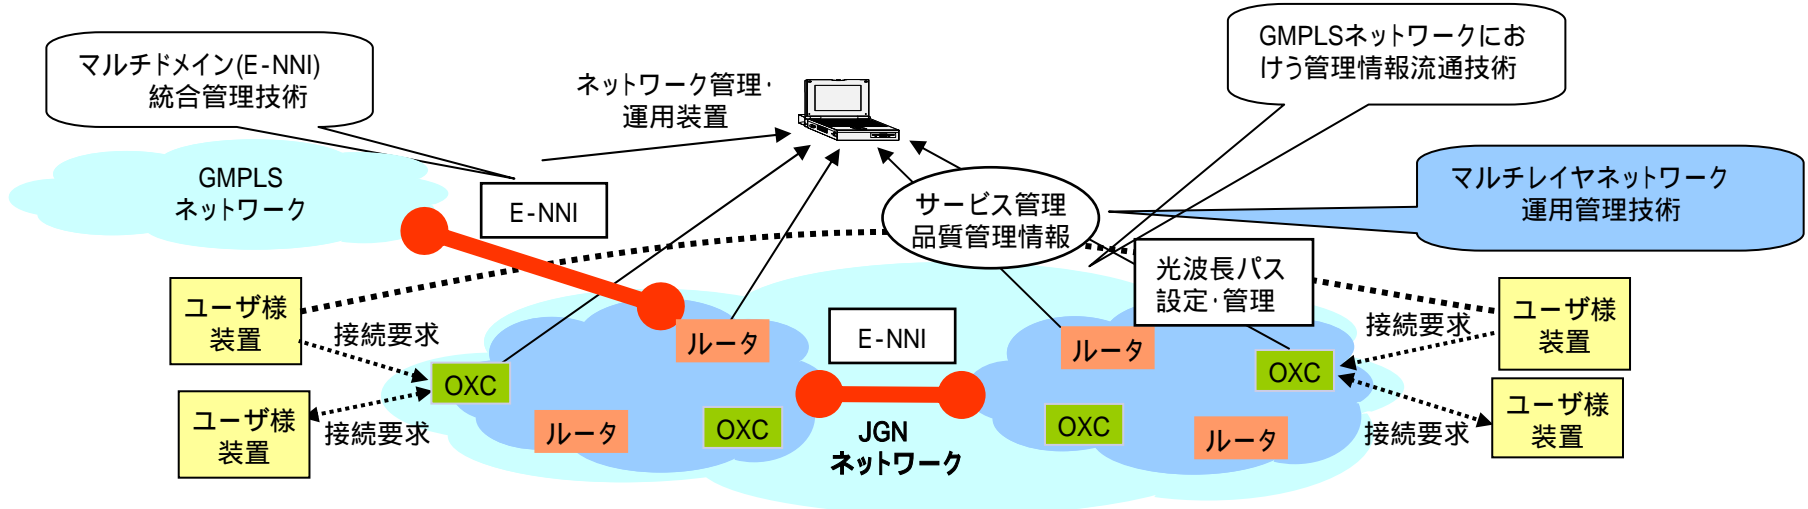 マルチドメイン(E-NNI)
統合管理技術
ネットワーク管理・
運用装置
GMPLSネットワークにお
けう管理情報流通技術
マルチレイヤネットワーク
運用管理技術
GMPLS
ネットワーク
E-NNI
サービス管理
品質管理情報
光波長パス
設定・管理
ユーザ様
装置
接続要求
ルータ
E-NNI
ルータ
接続要求
ユーザ様
装置
OXC
OXC
ユーザ様
装置
接続要求
ルータ
OXC
JGN
ネットワーク
OXC
ルータ
接続要求
ユーザ様
装置